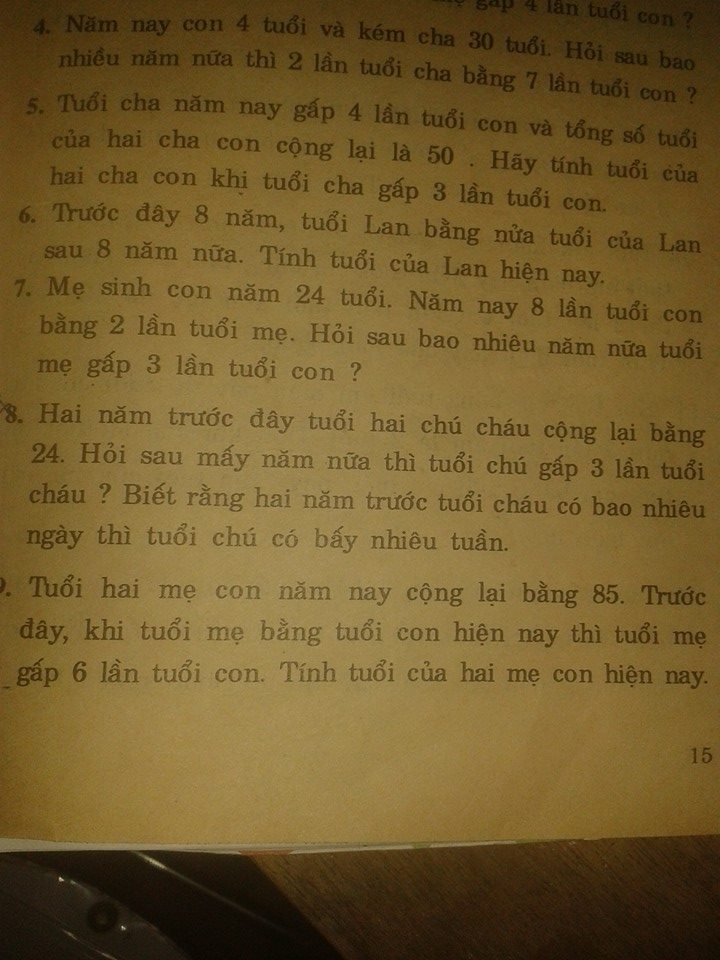 gấp 4 lần tuổi con ?
4. Năm nay con 4 tuổi và kém cha 30 tuổi. Hỏi sau bao
nhiều năm nữa thì 2 lần tuổi cha bằng 7 lần tuổi con ?
5. Tuổi cha năm nay gấp 4 lần tuổi con và tổng số tuổi
của hai cha con cộng lại là 50 . Hãy tính tuổi của
hai cha con khi tuổi cha gấp 3 lần tuổi con.
6. Trước đây 8 năm, tuổi Lan bằng nửa tuổi của Lan
sau 8 năm nữa. Tính tuổi của Lan hiện nay.
7. Mẹ sinh con năm 24 tuổi. Năm nay 8 lần tuổi con
bằng 2 lần tuổi mẹ. Hỏi sau bao nhiêu năm nữa tuổi
mẹ gấp 3 lần tuổi con ?
8. Hai năm trước đây tuổi hai chú cháu cộng lại bằng
24. Hỏi sau mấy năm nữa thì tuổi chú gấp 3 lần tuổi
cháu ? Biết rằng hai năm trước tuổi cháu có bao nhiêu
ngày thì tuổi chú có bấy nhiêu tuần.
9. Tuổi hai mẹ con năm nay cộng lại bằng 85. Trước
đây, khi tuổi mẹ bằng tuổi con hiện nay thì tuổi mẹ
gấp 6 lần tuổi con. Tính tuổi của hai mẹ con hiện nay.
15